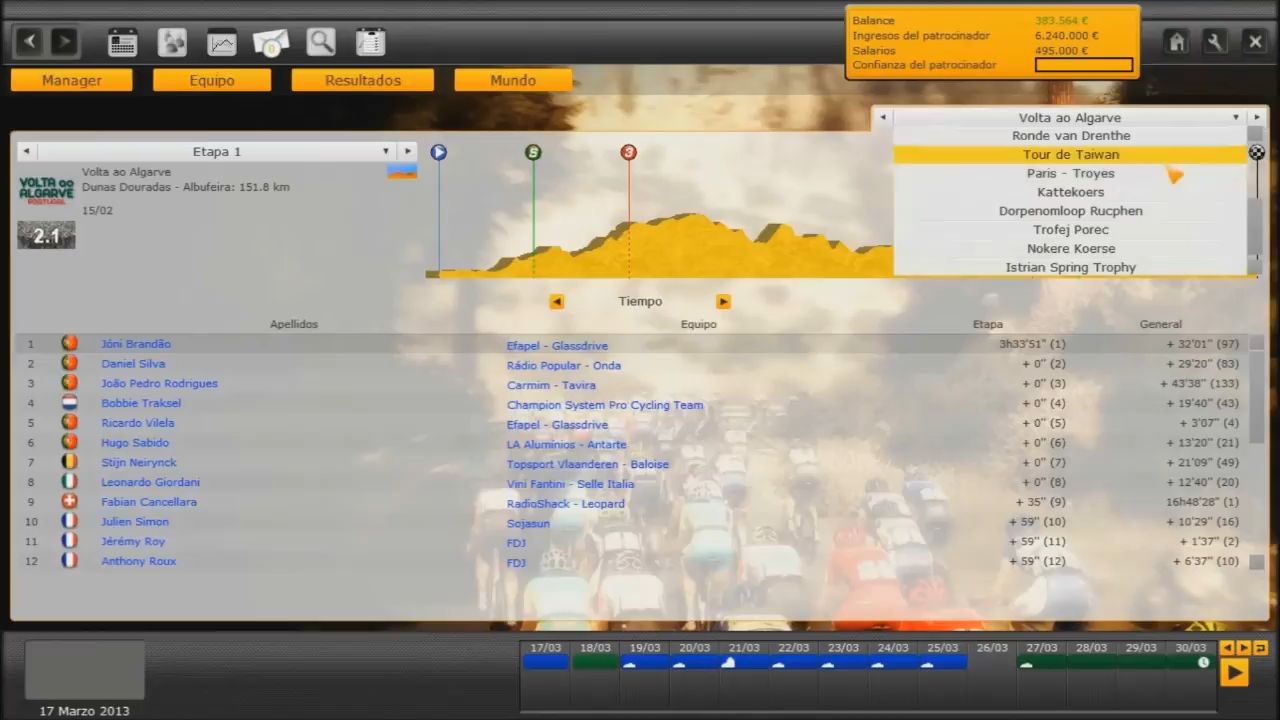 Balance 383.564 €
Ingresos del patrocinador 6.240.000 €
Salarios 495.000 €
Confianza del patrocinador
0
Manager Equipo Resultados Mundo
Volta ao Algarve
Ronde van Drenthe
Tour de Taiwan
Paris - Troyes
Kattekoers
Dorpenomloop Rucphen
Trofej Porec
Nokere Koerse
Istrian Spring Trophy
Etapa 1
VOLTA ao ALGARVE PORTUGAL
Volta ao Algarve
Dunas Douradas - Albufeira: 151.8 km
15/02
2.1
S 3
Tiempo
Apellidos Equipo Etapa General
1 Jóni Brandão Efapel - Glassdrive 3h33'51" (1) + 32'01" (97)
2 Daniel Silva Rádio Popular - Onda + 0" (2) + 29'20" (83)
3 João Pedro Rodrigues Carmim - Tavira + 0" (3) + 43'38" (133)
4 Bobbie Traksel Champion System Pro Cycling Team + 0" (4) + 19'40" (43)
5 Ricardo Vilela Efapel - Glassdrive + 0" (5) + 3'07" (4)
6 Hugo Sabido LA Alumínios - Antarte + 0" (6) + 13'20" (21)
7 Stijn Neirynck Topsport Vlaanderen - Baloise + 0" (7) + 21'09" (49)
8 Leonardo Giordani Vini Fantini - Selle Italia + 0" (8) + 12'40" (20)
9 Fabian Cancellara RadioShack - Leopard + 35" (9) 16h48'28" (1)
10 Julien Simon Sojasun + 59" (10) + 10'29" (16)
11 Jérémy Roy FDJ + 59" (11) + 1'37" (2)
12 Anthony Roux FDJ + 59" (12) + 6'37" (10)
17/03 18/03 19/03 20/03 21/03 22/03 23/03 24/03 25/03 26/03 27/03 28/03 29/03 30/03
17 Marzo 2013